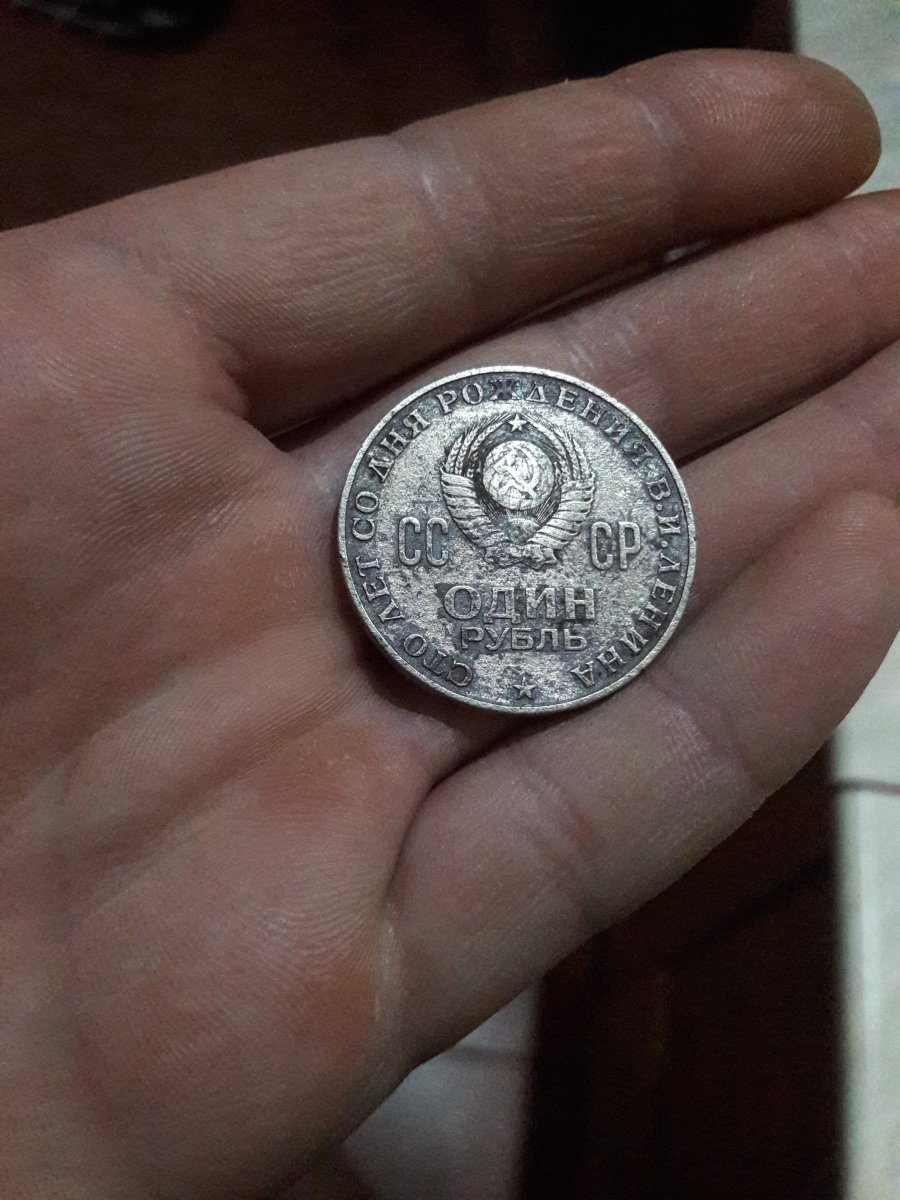 СТО ЛЕТ СО ДНЯ РОЖДЕНИЯ В.И.ЛЕНИНА
СС СР
ОДИН
РУБЛЬ